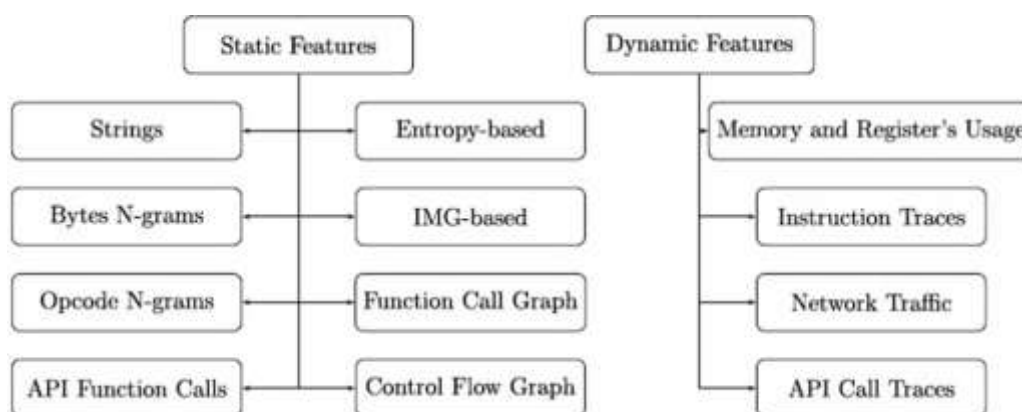 Static Features
Dynamic Features
Strings
Entropy-based
Memory and Register's Usage
Bytes N-grams
IMG-based
Instruction Traces
Opcode N-grams
Function Call Graph
Network Traffic
API Function Calls
Control Flow Graph
API Call Traces